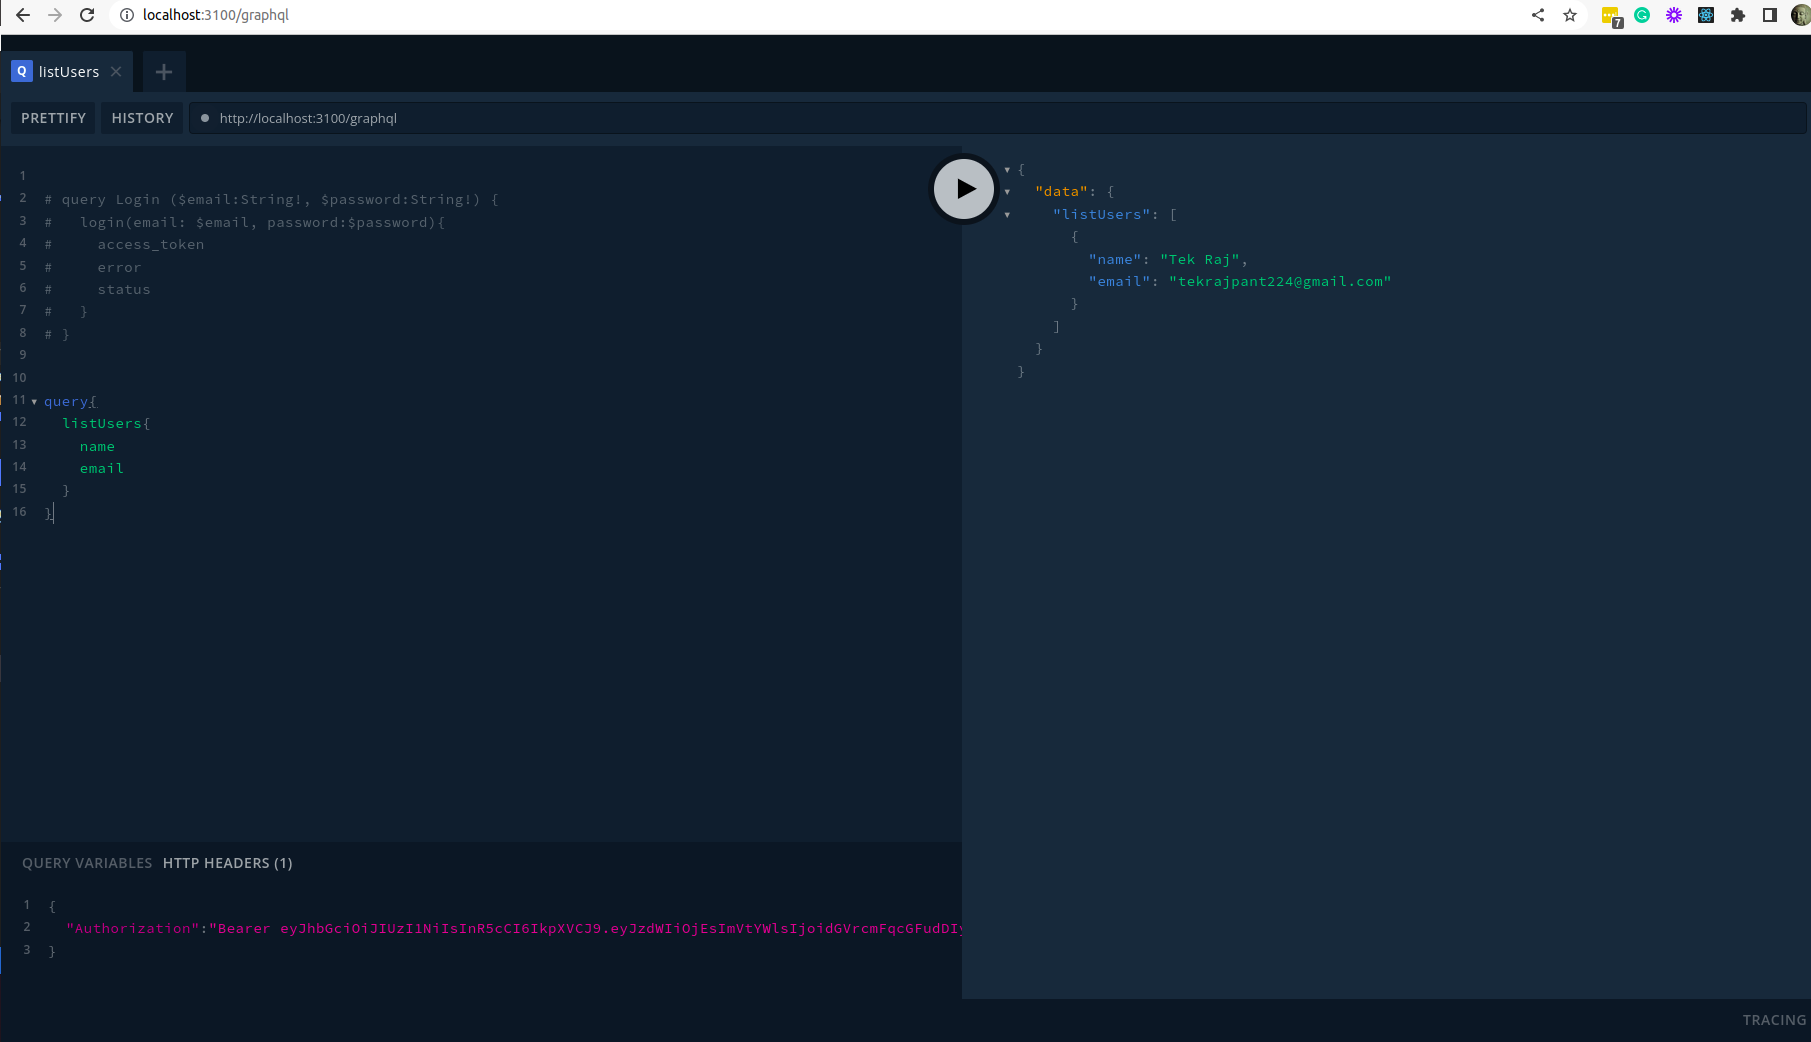 localhost:3100/graphql
7
Q listUsers
PRETTIFY HISTORY http://localhost:3100/graphql
1
2 # query Login ($email:String!, $password:String!) {
3 #   login(email: $email, password:$password){
4 #     access_token
5 #     error
6 #     status
7 #   }
8 # }
9
10
11 query{
12   listUsers{
13     name
14     email
15   }
16 }
{
  "data": {
    "listUsers": [
      {
        "name": "Tek Raj",
        "email": "tekrajpant224@gmail.com"
      }
    ]
  }
}
QUERY VARIABLES HTTP HEADERS (1)
1 {
2   "Authorization":"Bearer eyJhbGciOiJIUzI1NiIsInR5cCI6IkpXVCJ9.eyJzdWIiOjEsImVtYWlsIjoidGVrcmFqcGFudDIy
3 }
TRACING